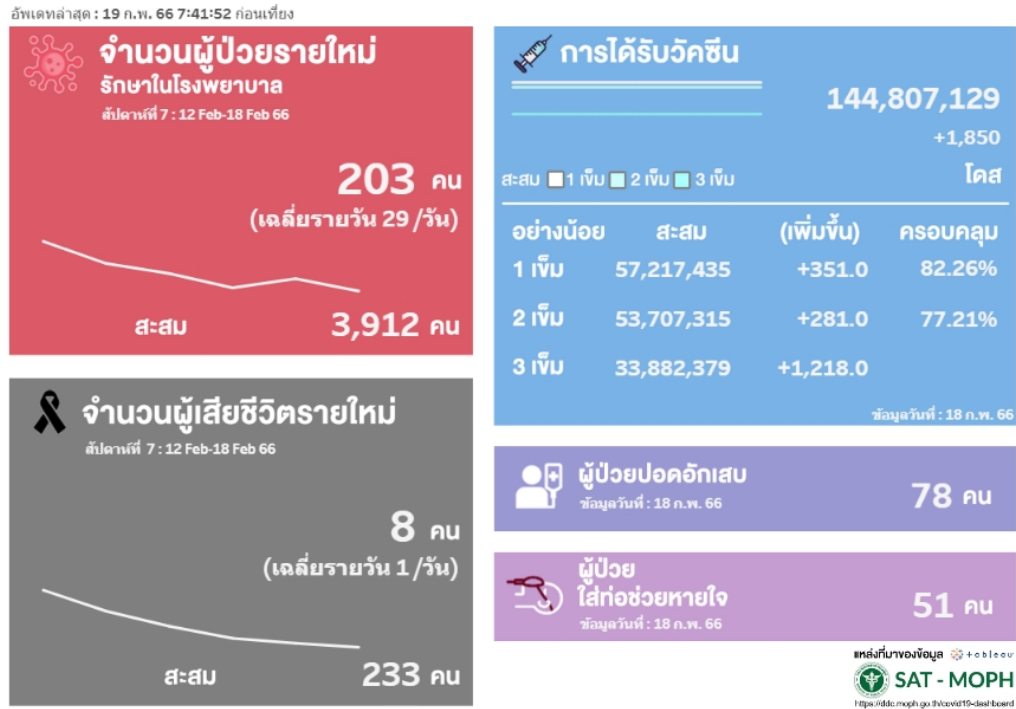 อัพเดทล่าสุด : 19 ก.พ. 66 7:41:52 ก่อนเที่ยง
จำนวนผู้ป่วยรายใหม่
รักษาในโรงพยาบาล
สัปดาห์ที่ 7 : 12 Feb-18 Feb 66
203 คน
(เฉลี่ยรายวัน 29 /วัน)
สะสม 3,912 คน
จำนวนผู้เสียชีวิตรายใหม่
สัปดาห์ที่ 7 : 12 Feb-18 Feb 66
8 คน
(เฉลี่ยรายวัน 1 /วัน)
สะสม 233 คน
การได้รับวัคซีน
144,807,129
+1,850
โดส
สะสม 1 เข็ม 2 เข็ม 3 เข็ม
อย่างน้อย สะสม (เพิ่มขึ้น) ครอบคลุม
1 เข็ม 57,217,435 +351.0 82.26%
2 เข็ม 53,707,315 +281.0 77.21%
3 เข็ม 33,882,379 +1,218.0
ข้อมูลวันที่ : 18 ก.พ. 66
ผู้ป่วยปอดอักเสบ
ข้อมูลวันที่ : 18 ก.พ. 66
78 คน
ผู้ป่วย
ใส่ท่อช่วยหายใจ
ข้อมูลวันที่ : 18 ก.พ. 66
51 คน
แหล่งที่มาของข้อมูล +ableau
SAT - MOPH
https://ddc.moph.go.th/covid19-dashboard